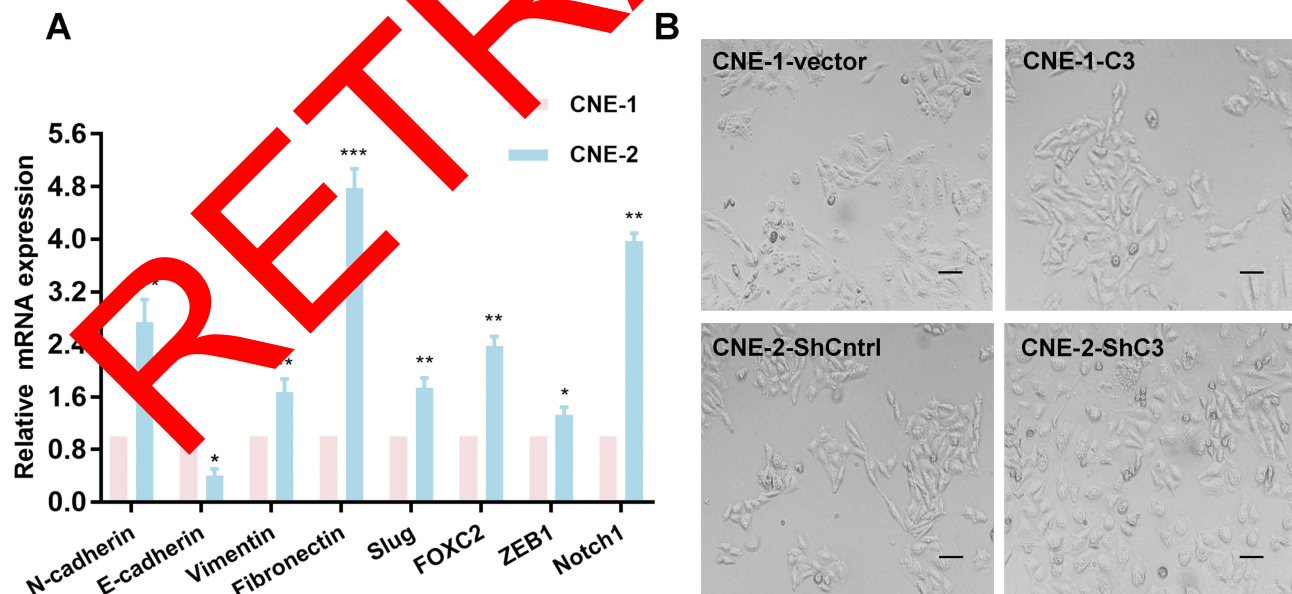 A
B
RETR
CNE-1
CNE-2
Relative mRNA expression
5.6
4.8
4.0
3.2
2.4
1.6
0.8
0.0
*
*
**
***
**
**
*
**
N-cadherin
E-cadherin
Vimentin
Fibronectin
Slug
FOXC2
ZEB1
Notch1
CNE-1-vector
CNE-1-C3
CNE-2-ShCntrl
CNE-2-ShC3